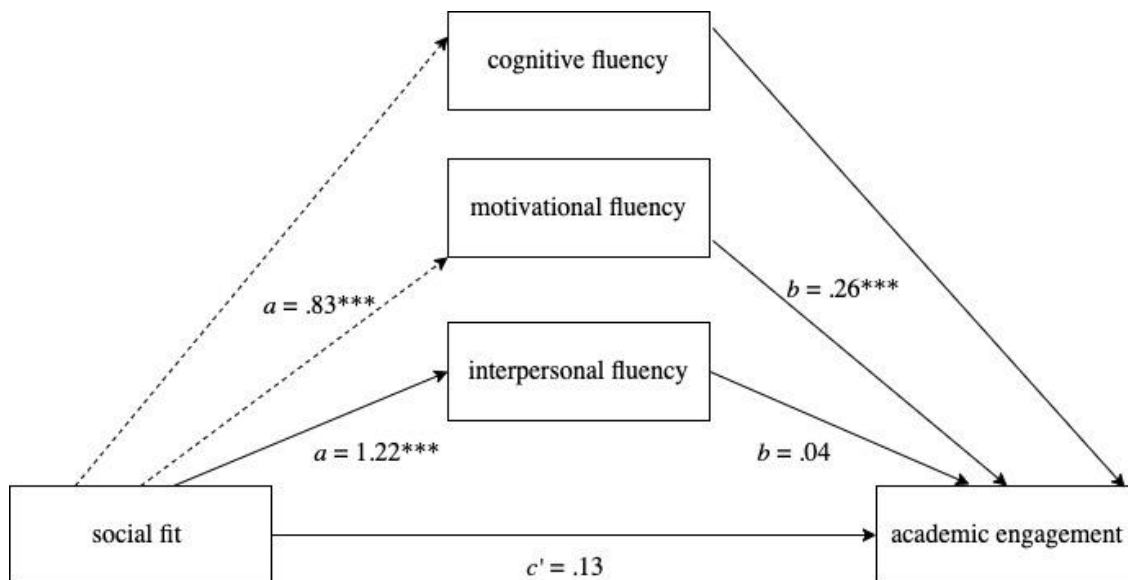 cognitive fluency
motivational fluency
a = .83***
b = .26***
interpersonal fluency
a = 1.22***
b = .04
social fit
academic engagement
c' = .13